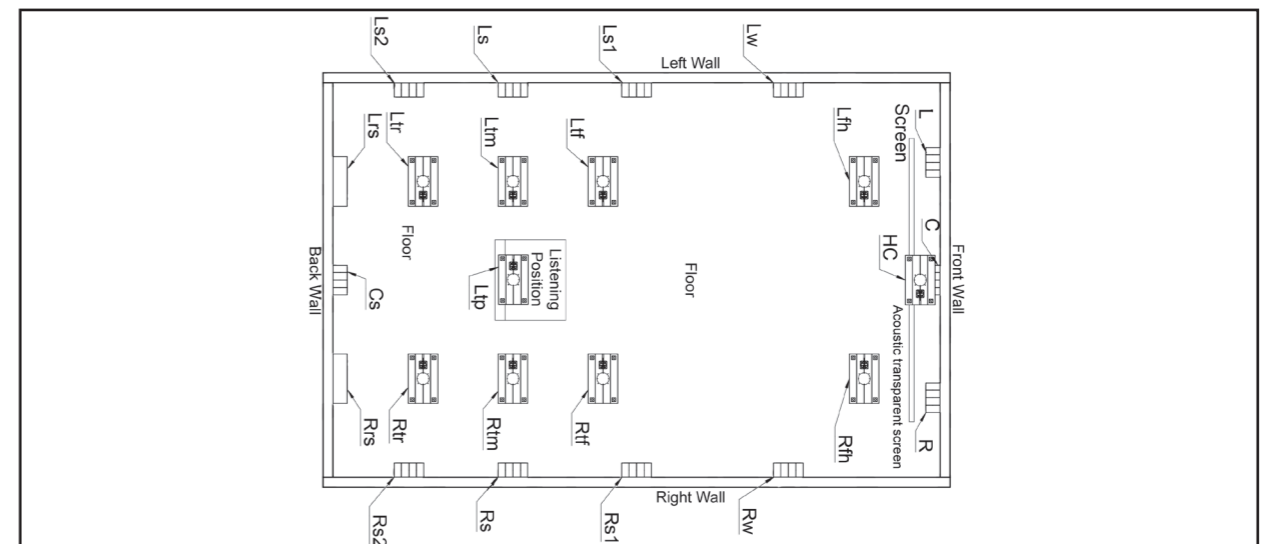 Ls2
Ls
Ls1
Lw
Left Wall
Lrs
Ltr
Ltm
Ltf
Lfh
Screen
L
C
HC
Front Wall
Floor
Floor
Listening
Position
Ltp
Back Wall
Cs
Acoustic transparent screen
Rrs
Rtr
Rtm
Rtf
Rfh
R
Right Wall
Rs2
Rs
Rs1
Rw